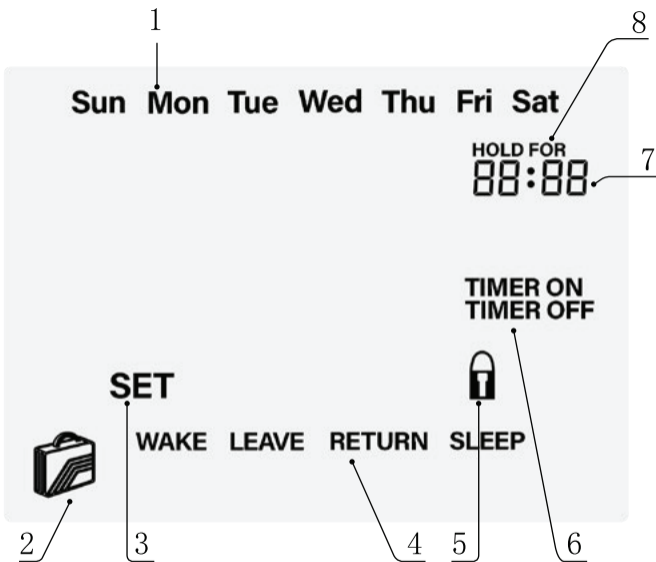 1
8
Sun Mon Tue Wed Thu Fri Sat
HOLD FOR
88:88
7
TIMER ON
TIMER OFF
SET
WAKE LEAVE RETURN SLEEP
2 3 4 5 6